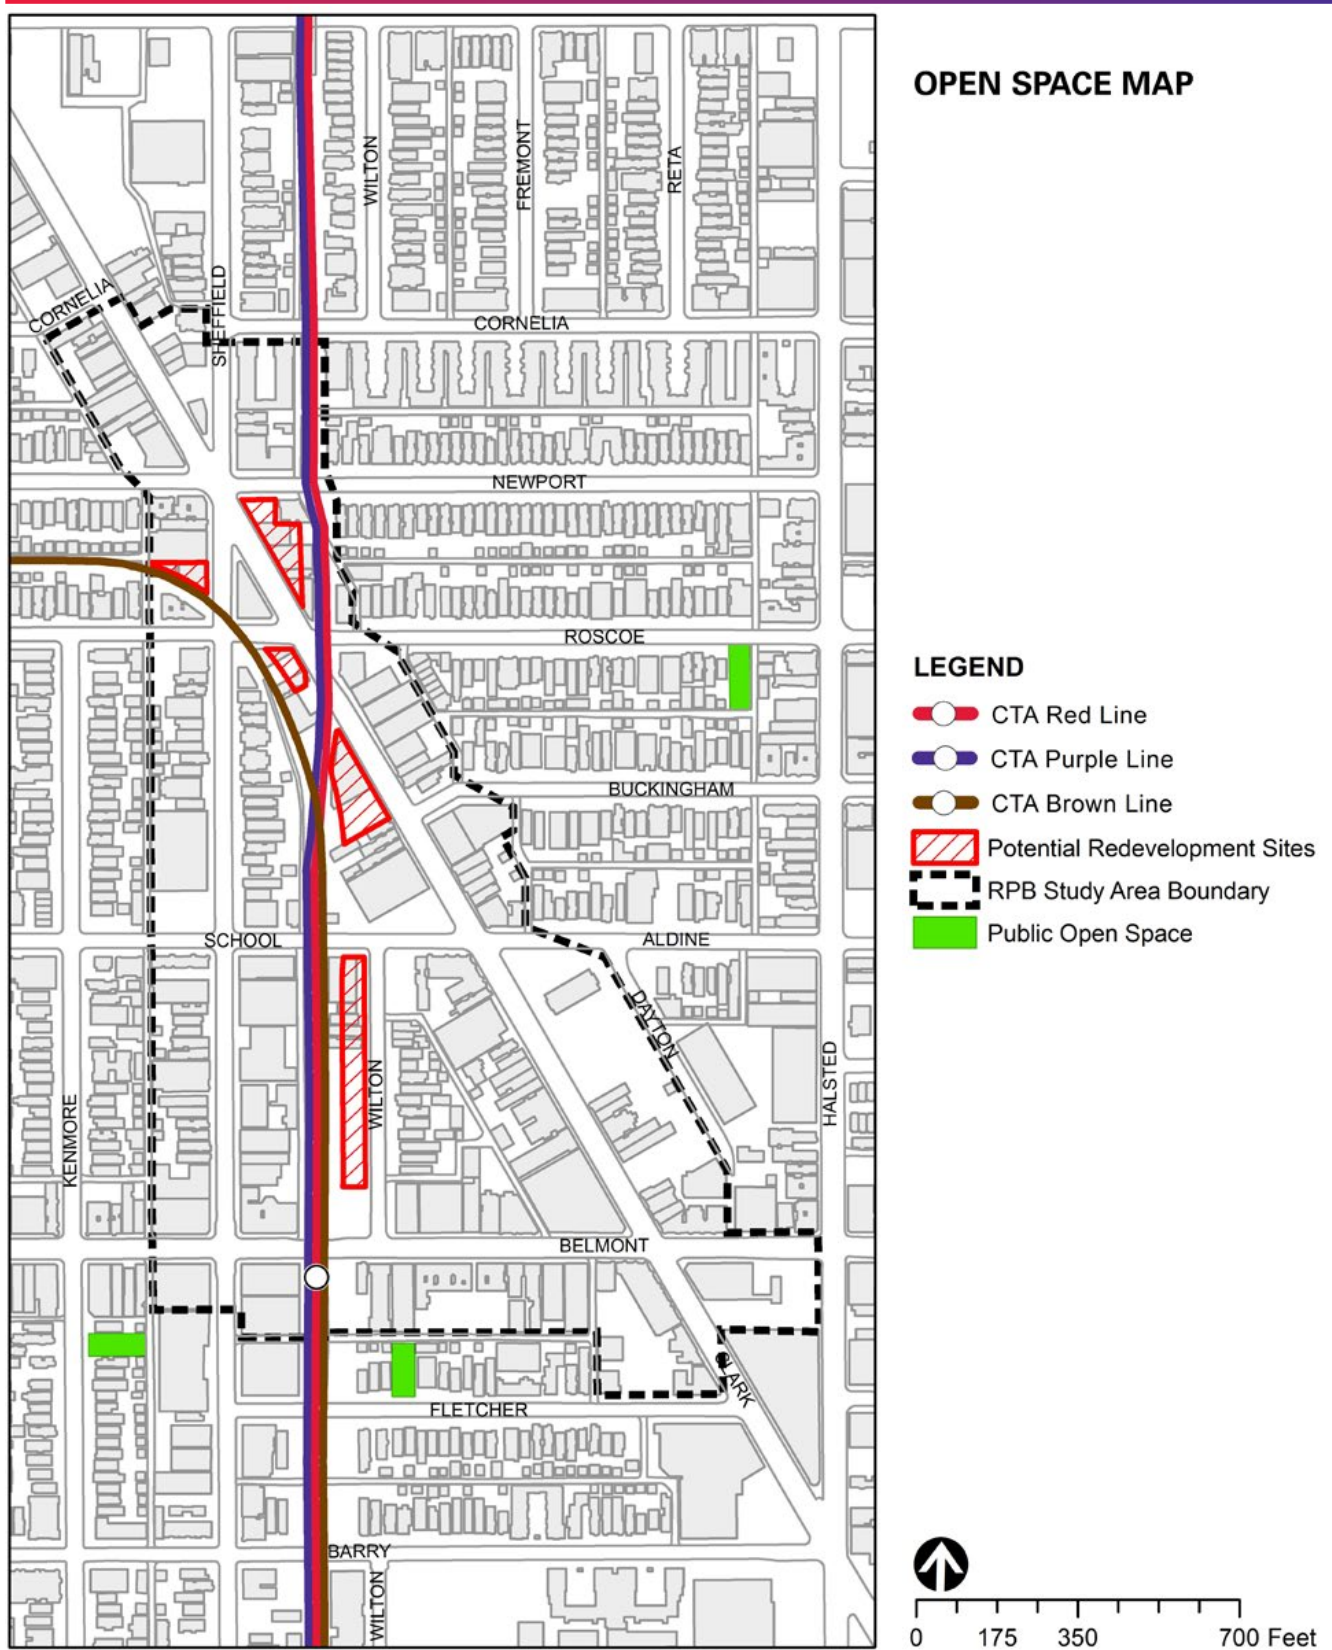 OPEN SPACE MAP
WILTON
FREMONT
RETA
SHEFFIELD
CORNELIA
CORNELIA
NEWPORT
ROSCOE
LEGEND
CTA Red Line
CTA Purple Line
CTA Brown Line
Potential Redevelopment Sites
RPB Study Area Boundary
Public Open Space
BUCKINGHAM
SCHOOL
ALDINE
DAYTON
HALSTED
WILTON
KENMORE
BELMONT
CLARK
FLETCHER
BARRY
WILTON
0 175 350 700 Feet